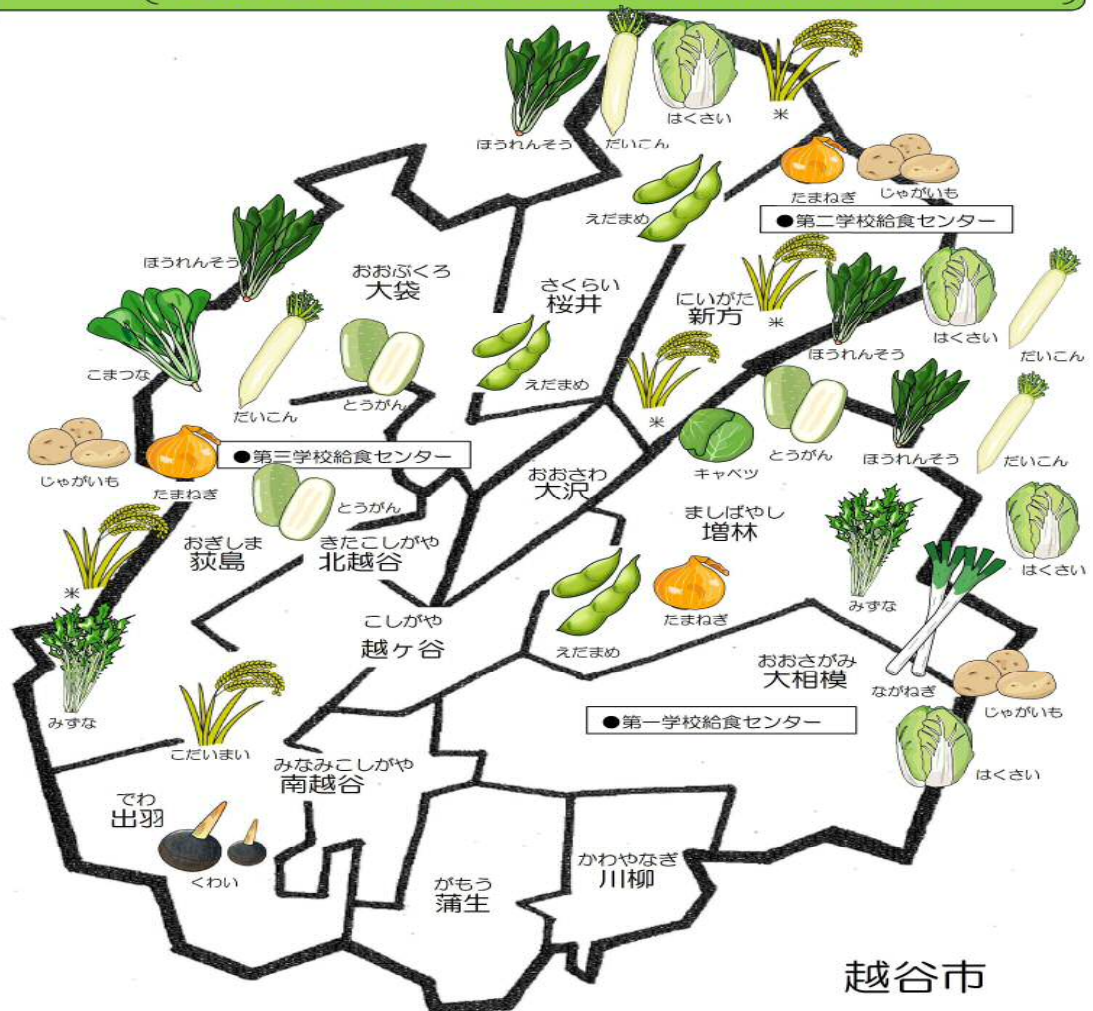 ほうれんそう
だいこん
はくさい
米
たまねぎ
じゃがいも
えだまめ
●第二学校給食センター
ほうれんそう
おおぶくろ
大袋
さくらい
桜井
にいがた
新方
米
ほうれんそう
はくさい
だいこん
こまつな
だいこん
とうがん
えだまめ
米
キャベツ
とうがん
ほうれんそう
だいこん
じゃがいも
たまねぎ
●第三学校給食センター
とうがん
おおさわ
大沢
ましばやし
増林
おぎしま
荻島
きたこしがや
北越谷
はくさい
米
みずな
こしがや
越ヶ谷
えだまめ
たまねぎ
おおさがみ
大相模
ながねぎ
じゃがいも
みずな
こだいまい
●第一学校給食センター
はくさい
みなみこしがや
南越谷
でわ
出羽
くわい
がもう
蒲生
かわやなぎ
川柳
越谷市